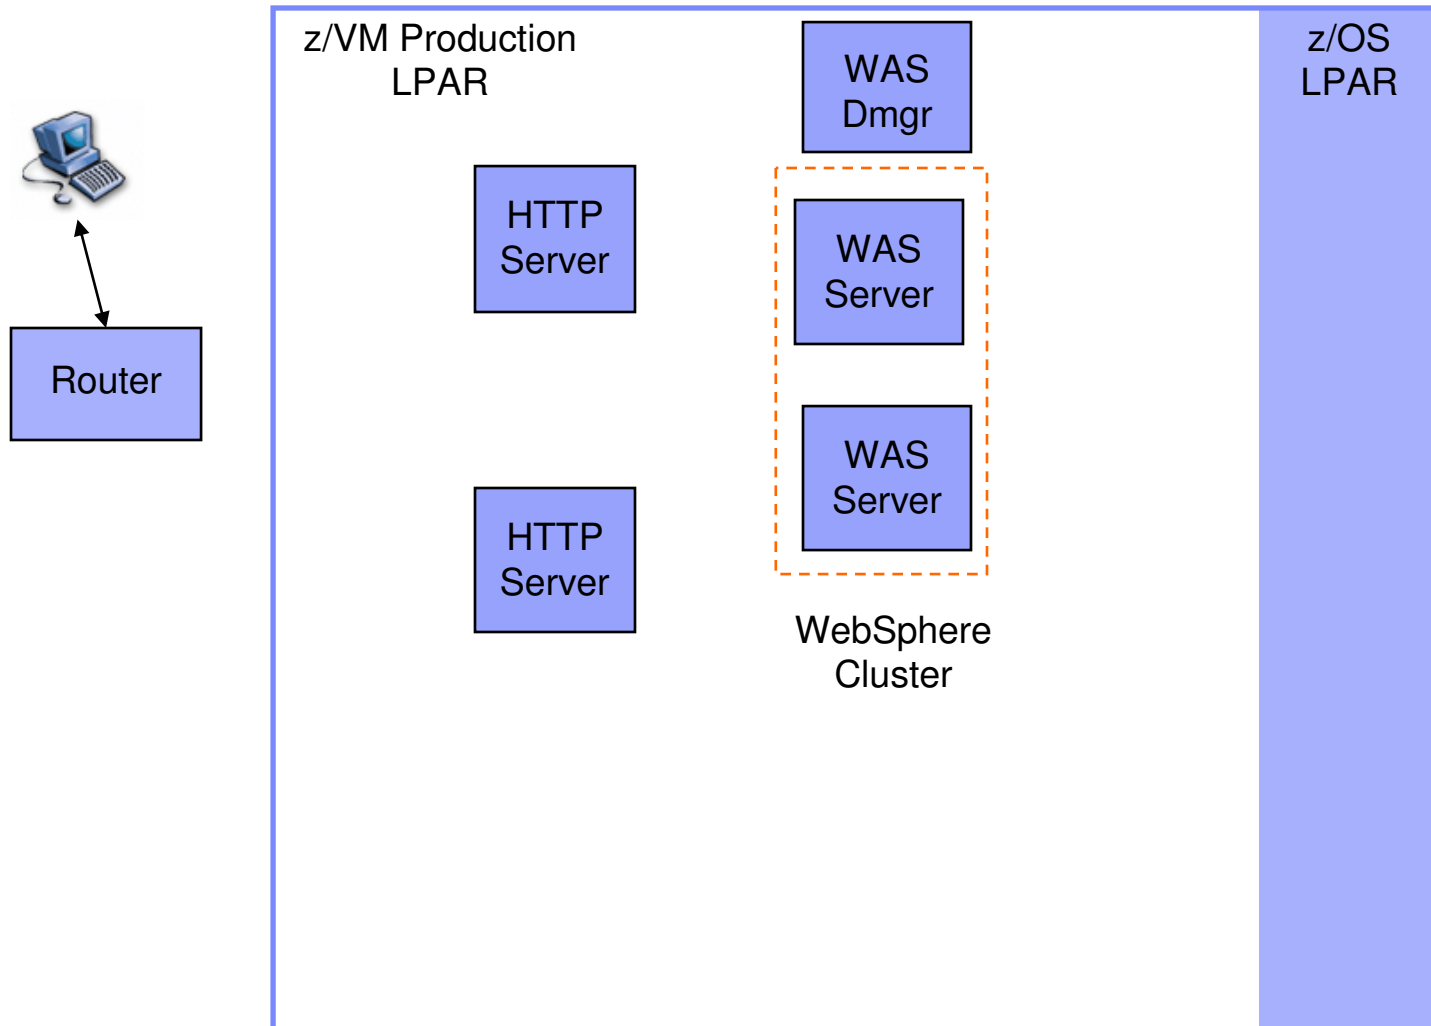 z/VM Production
LPAR
WAS
Dmgr
z/OS
LPAR
HTTP
Server
WAS
Server
Router
WAS
Server
HTTP
Server
WebSphere
Cluster